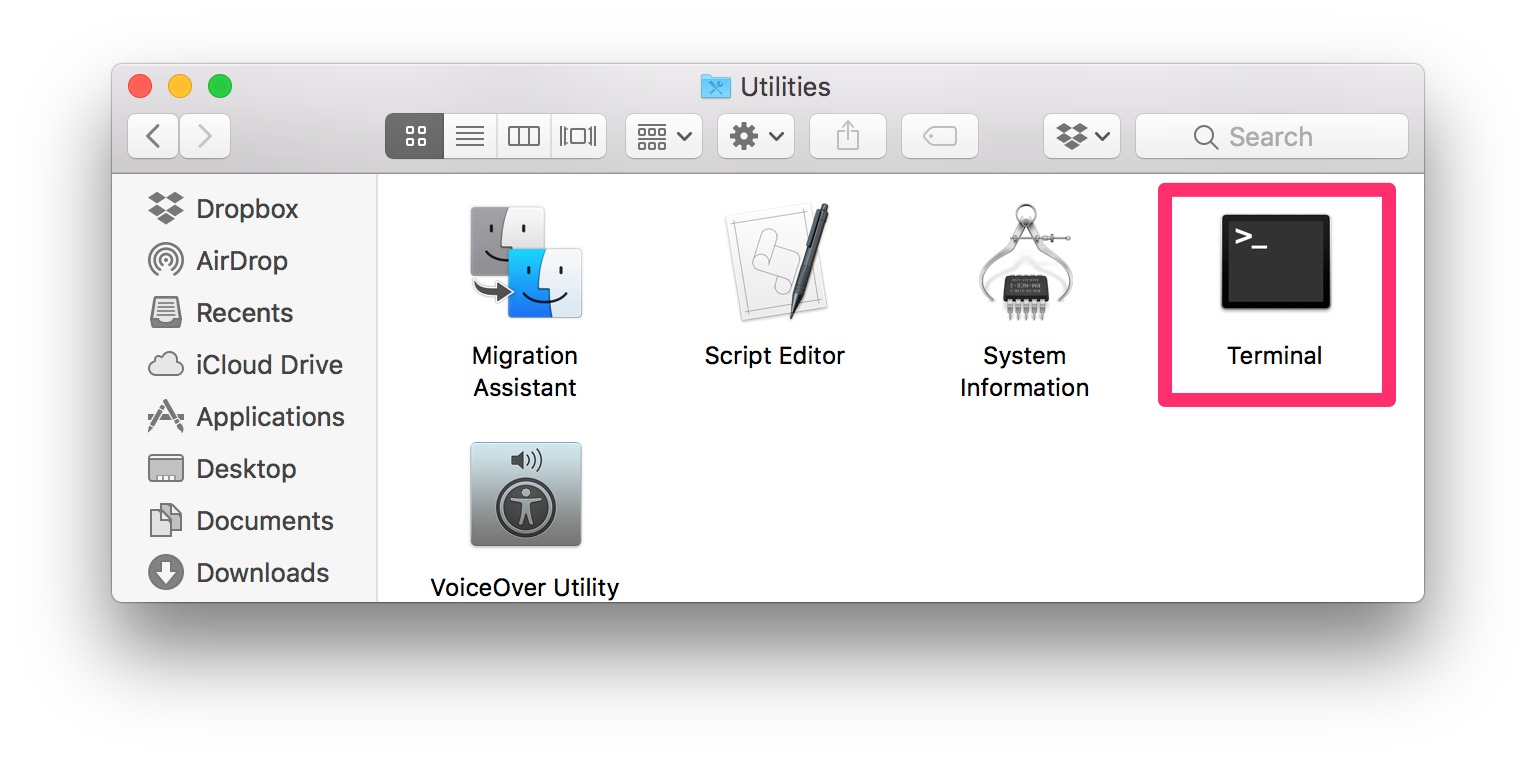 Utilities
Search
Dropbox
AirDrop
Recents
iCloud Drive
Applications
Desktop
Documents
Downloads
Migration
Assistant
Script Editor
System
Information
>_
Terminal
VoiceOver Utility